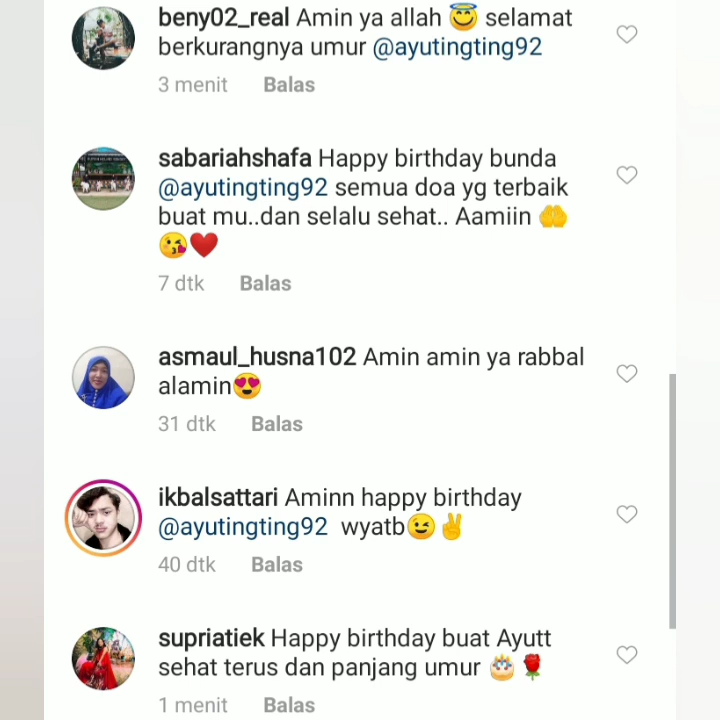 beny02_real Amin ya allah 😇 selamat
berkurangnya umur @ayutingting92
3 menit Balas
sabariahshafa Happy birthday bunda
@ayutingting92 semua doa yg terbaik
buat mu..dan selalu sehat.. Aamiin 🤲
😘❤️
7 dtk Balas
asmaul_husna102 Amin amin ya rabbal
alamin😍
31 dtk Balas
ikbalsattari Aminn happy birthday
@ayutingting92 wyatb😉✌️
40 dtk Balas
supriatiek Happy birthday buat Ayutt
sehat terus dan panjang umur 🎂🌹
1 menit Balas